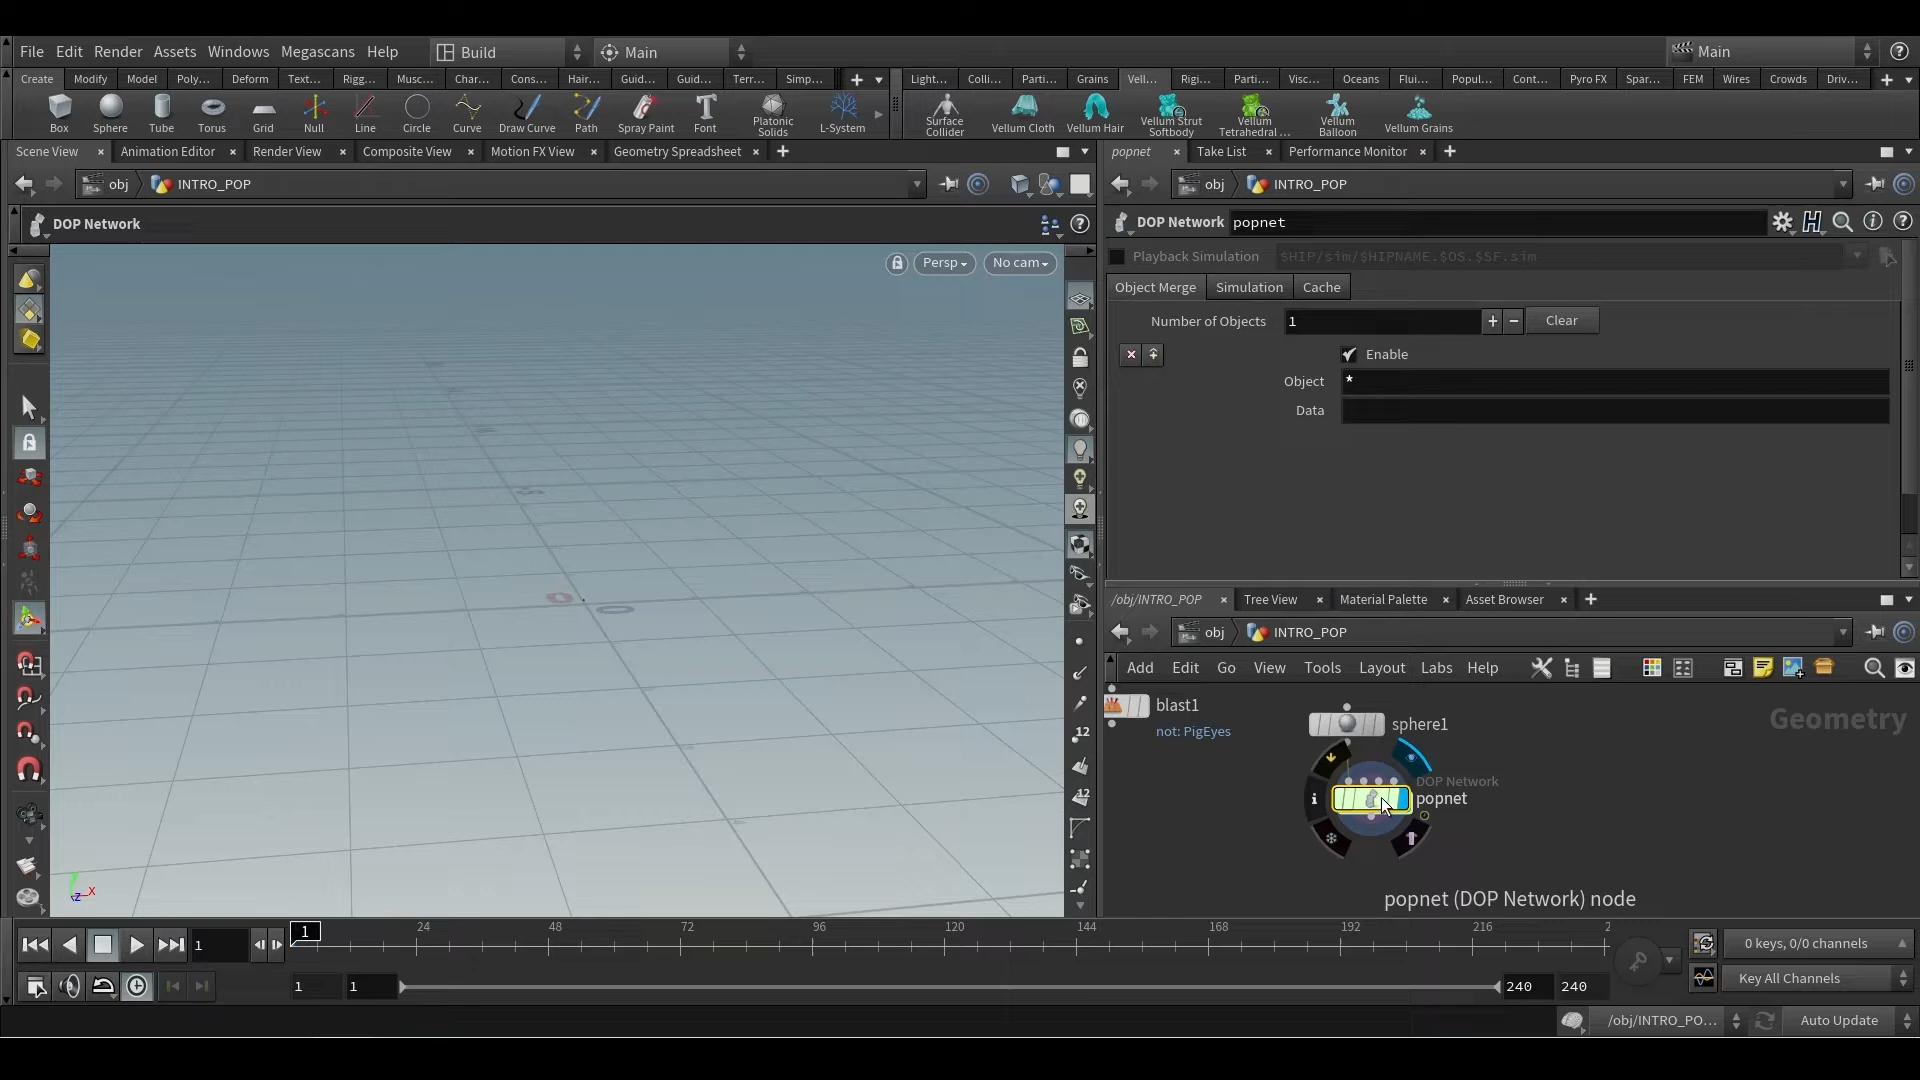 File Edit Render Assets Windows Megascans Help Build Main Main
Create Modify Model Poly... Deform Text... Rigg... Musc... Char... Cons... Hair... Guid... Guid... Terr... Simp...
Light... Colli... Parti... Grains Vell... Rigi... Parti... Visc... Oceans Flui... Popul... Cont... Pyro FX Spar... FEM Wires Crowds Driv...
Box Sphere Tube Torus Grid Null Line Circle Curve Draw Curve Path Spray Paint Font Platonic Solids L-System
Surface Collider Vellum Cloth Vellum Hair Vellum Strut Softbody Vellum Tetrahedral ... Vellum Balloon Vellum Grains
Scene View Animation Editor Render View Composite View Motion FX View Geometry Spreadsheet
popnet Take List Performance Monitor
obj INTRO_POP
obj INTRO_POP
DOP Network
DOP Network popnet
Persp No cam
Playback Simulation $HIP/sim/$HIPNAME.$OS.$SF.sim
Object Merge Simulation Cache
Number of Objects 1 Clear
Enable
Object *
Data
/obj/INTRO_POP Tree View Material Palette Asset Browser
obj INTRO_POP
Add Edit Go View Tools Layout Labs Help
blast1
not: PigEyes
sphere1
Geometry
DOP Network
popnet
popnet (DOP Network) node
12
12
x
z
1 1 24 48 72 96 120 144 168 192 216 2
0 keys, 0/0 channels
1 1 240 240
Key All Channels
/obj/INTRO_PO... Auto Update